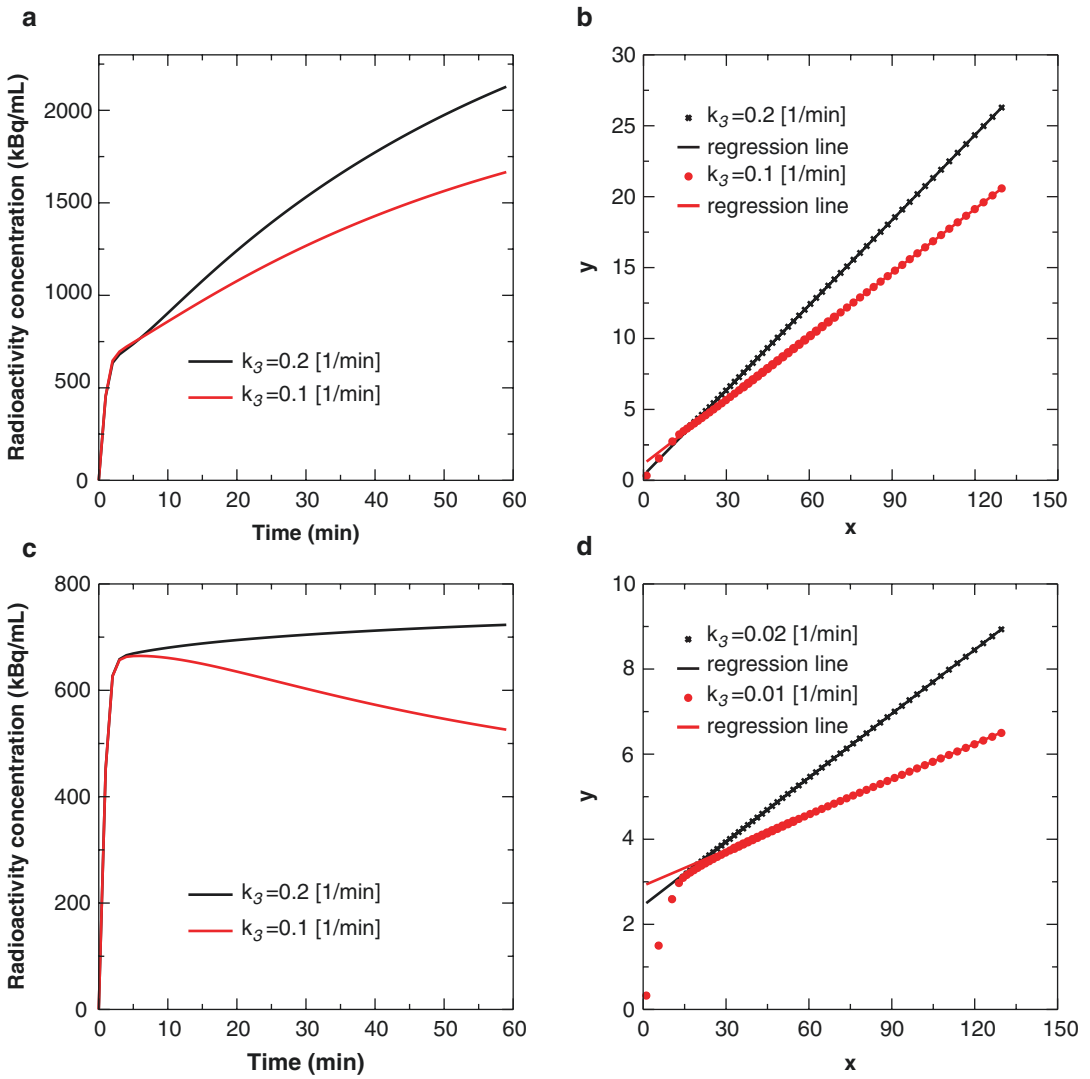 a
Radioactivity concentration (kBq/mL)
2000
1500
1000
500
0
k3=0.2 [1/min]
k3=0.1 [1/min]
0 10 20 30 40 50 60
Time (min)
b
y
30
25
20
15
10
5
0
k3=0.2 [1/min]
regression line
k3=0.1 [1/min]
regression line
0 30 60 90 120 150
x
c
Radioactivity concentration (kBq/mL)
800
600
400
200
0
k3=0.2 [1/min]
k3=0.1 [1/min]
0 10 20 30 40 50 60
Time (min)
d
y
10
8
6
4
2
0
k3=0.02 [1/min]
regression line
k3=0.01 [1/min]
regression line
0 30 60 90 120 150
x